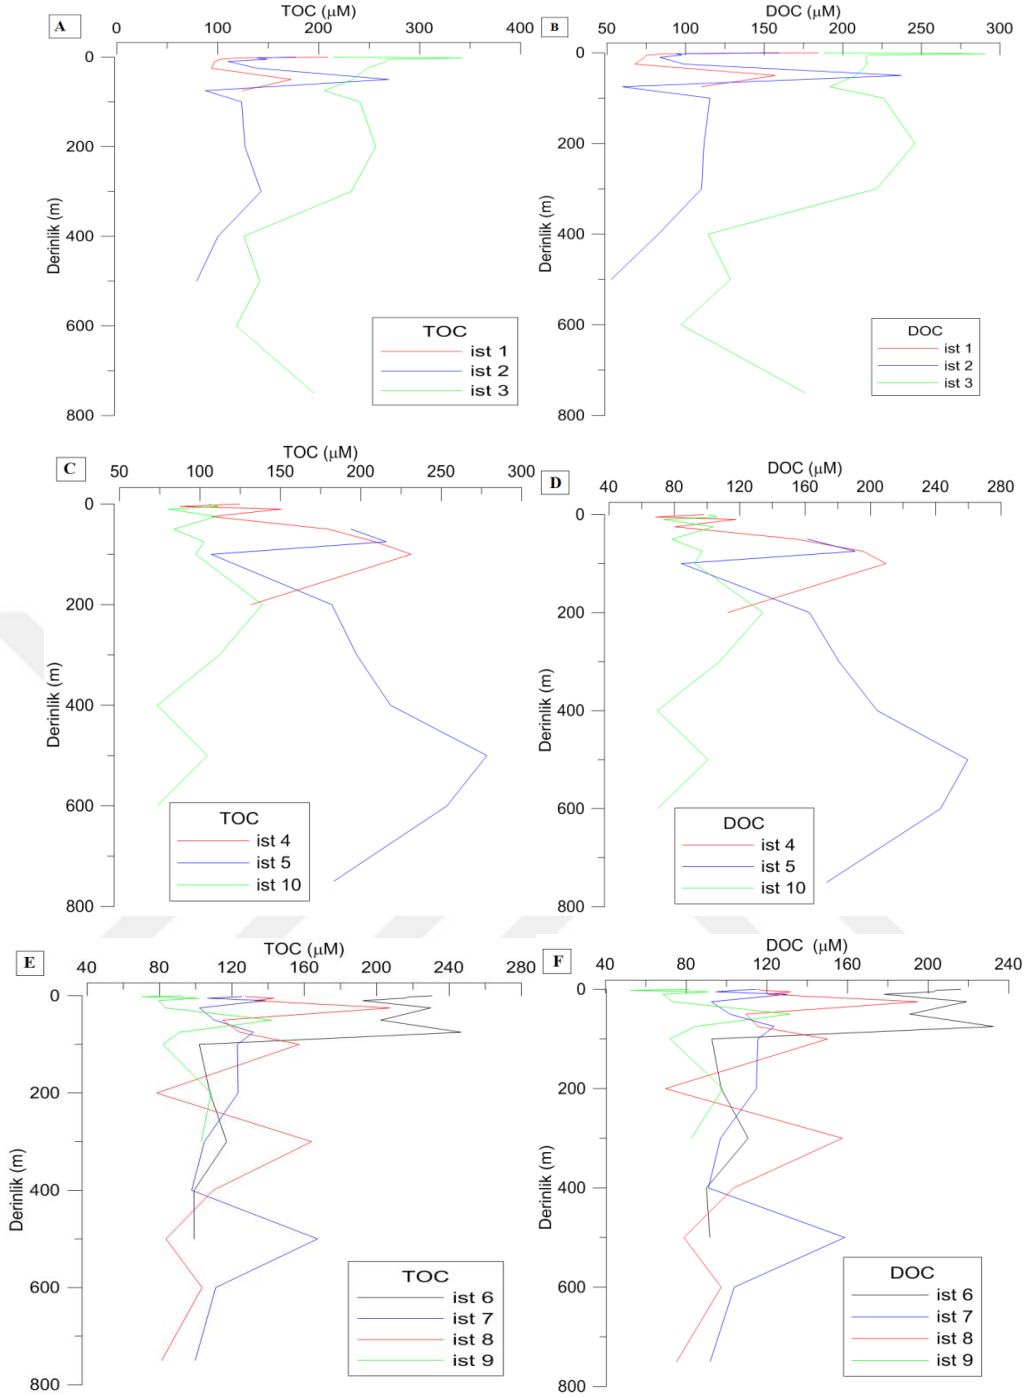 A
TOC (µM)
0 100 200 300 400
0
200
400
600
800
Derinlik (m)
TOC
ist 1
ist 2
ist 3
B
DOC (µM)
50 100 150 200 250 300
0
200
400
600
800
Derinlik (m)
DOC
ist 1
ist 2
ist 3
C
TOC (µM)
50 100 150 200 250 300
0
200
400
600
800
Derinlik (m)
TOC
ist 4
ist 5
ist 10
D
DOC (µM)
40 80 120 160 200 240 280
0
200
400
600
800
Derinlik (m)
DOC
ist 4
ist 5
ist 10
E
TOC (µM)
40 80 120 160 200 240 280
0
200
400
600
800
Derinlik (m)
TOC
ist 6
ist 7
ist 8
ist 9
F
DOC (µM)
40 80 120 160 200 240
0
200
400
600
800
Derinlik (m)
DOC
ist 6
ist 7
ist 8
ist 9